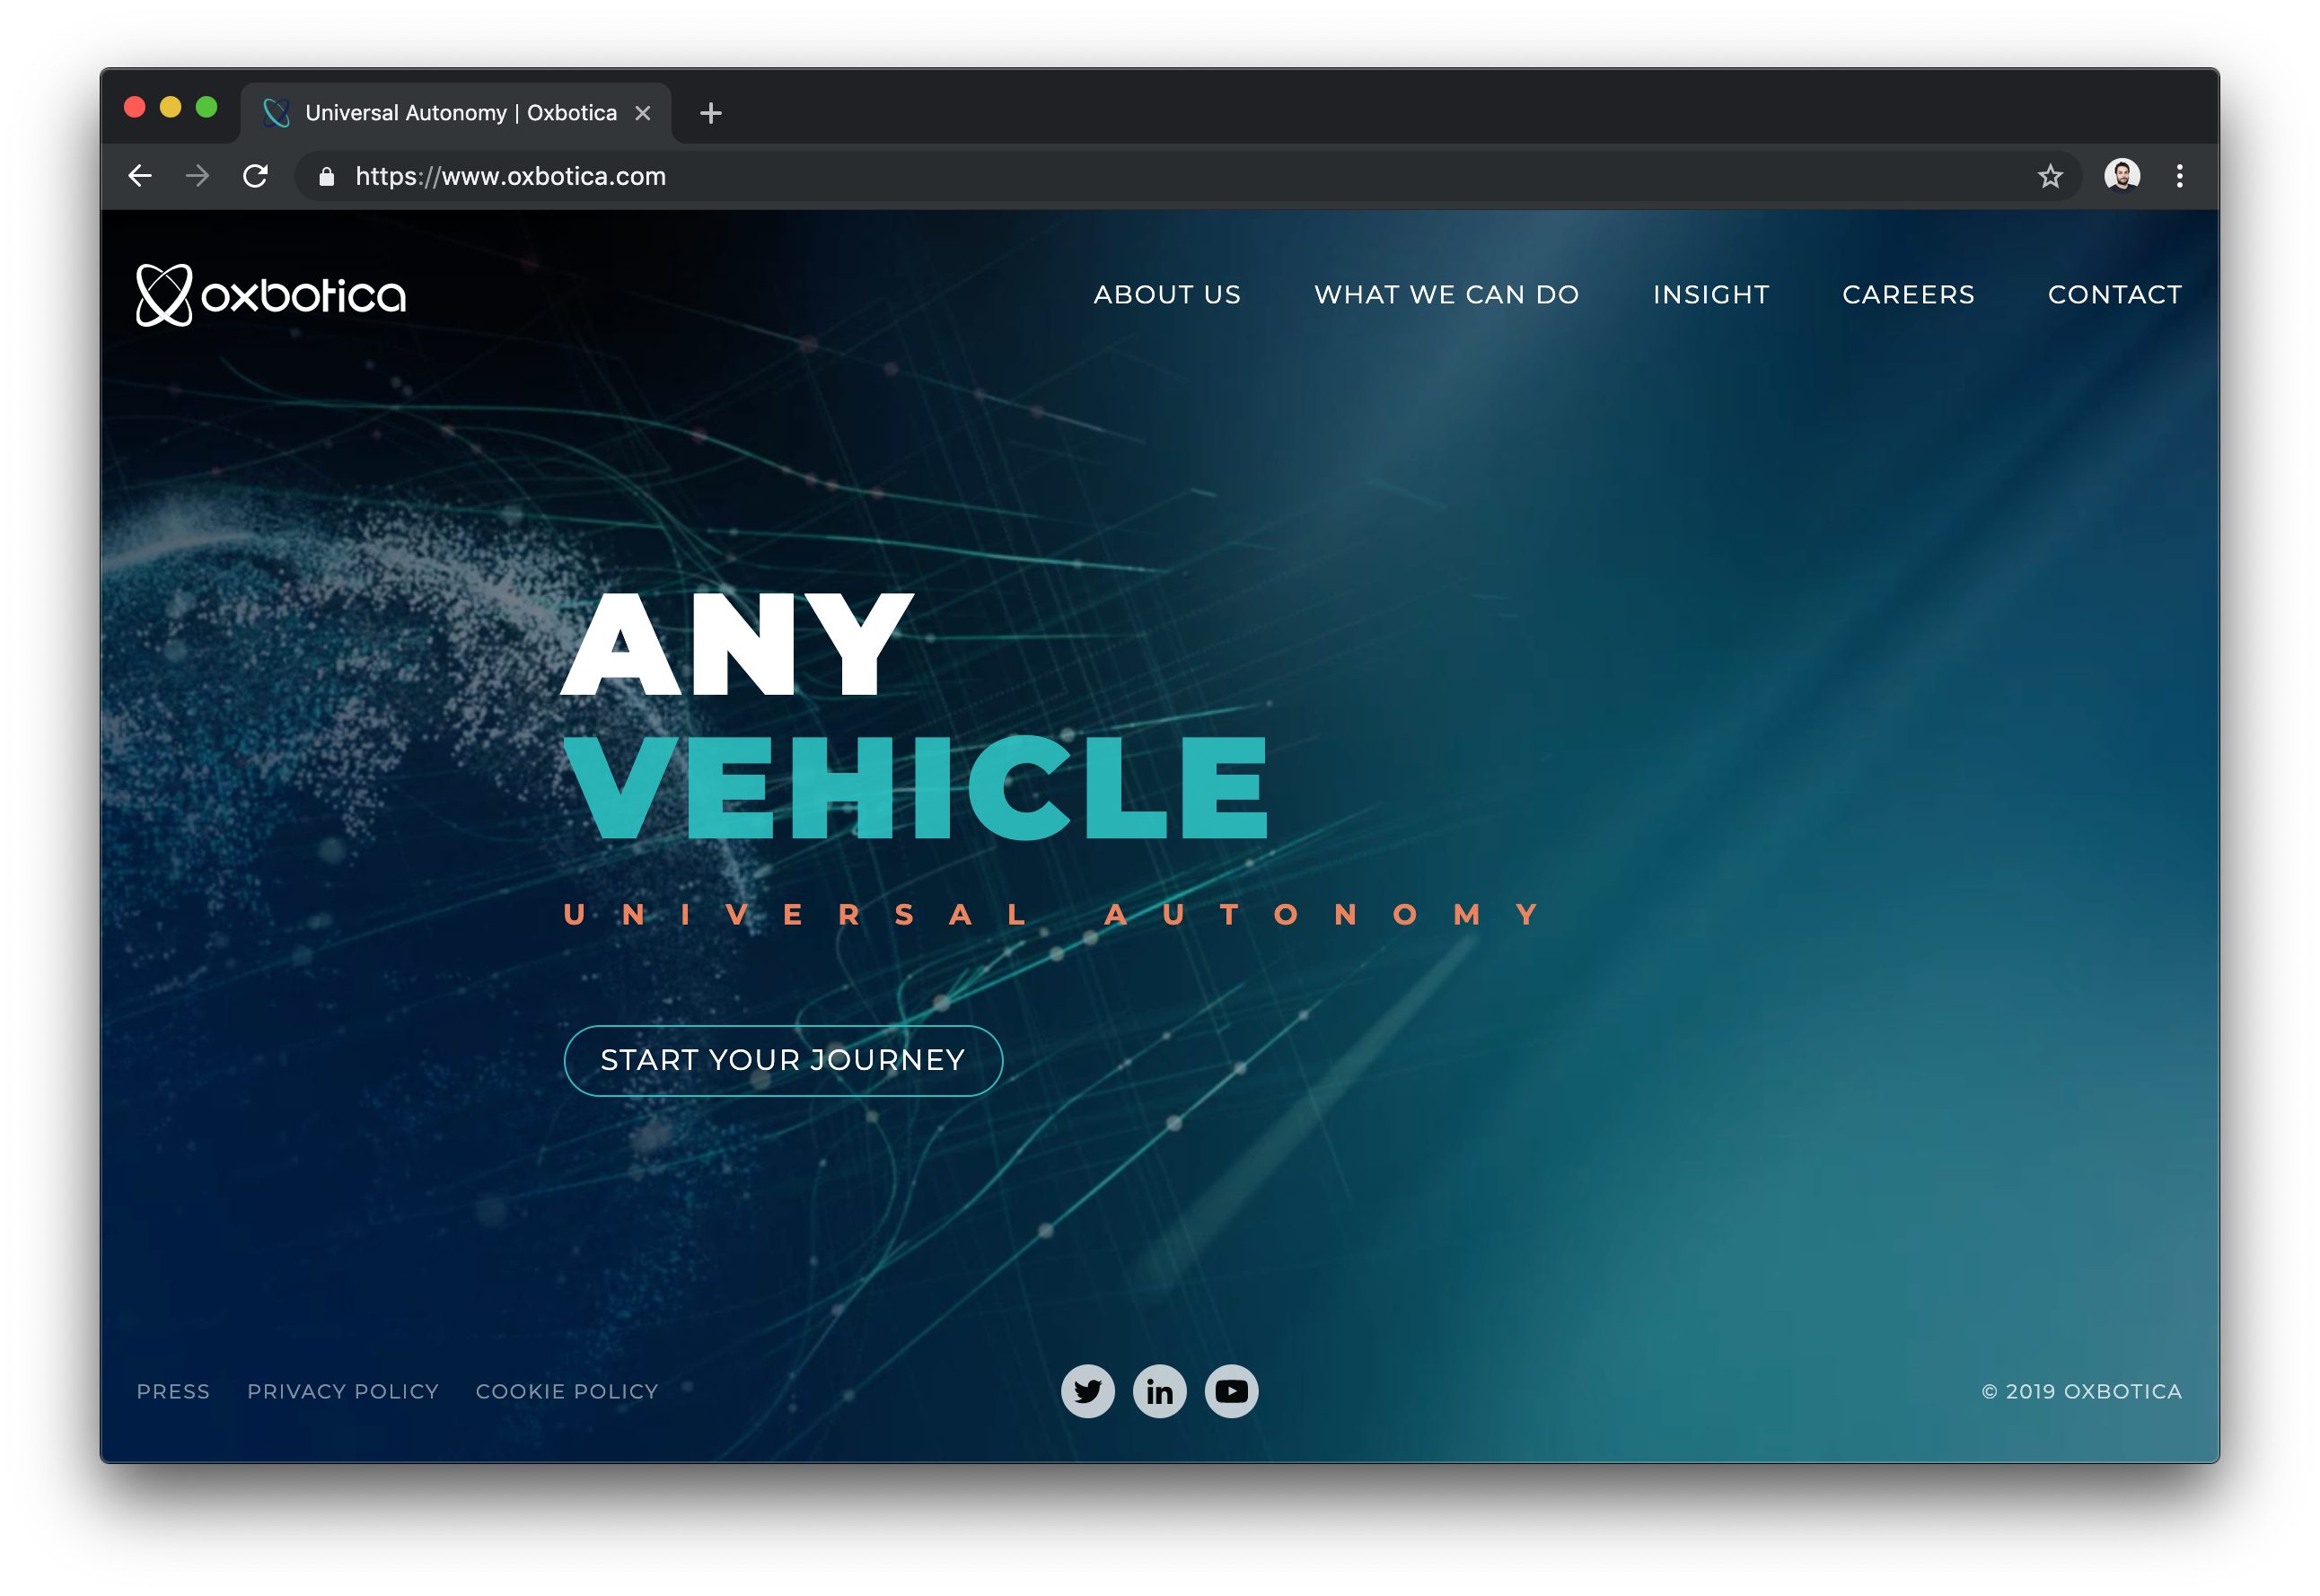 Universal Autonomy | Oxbotica
https://www.oxbotica.com
oxbotica
ABOUT US WHAT WE CAN DO INSIGHT CAREERS CONTACT
ANY
VEHICLE
UNIVERSAL AUTONOMY
START YOUR JOURNEY
PRESS PRIVACY POLICY COOKIE POLICY
in
© 2019 OXBOTICA